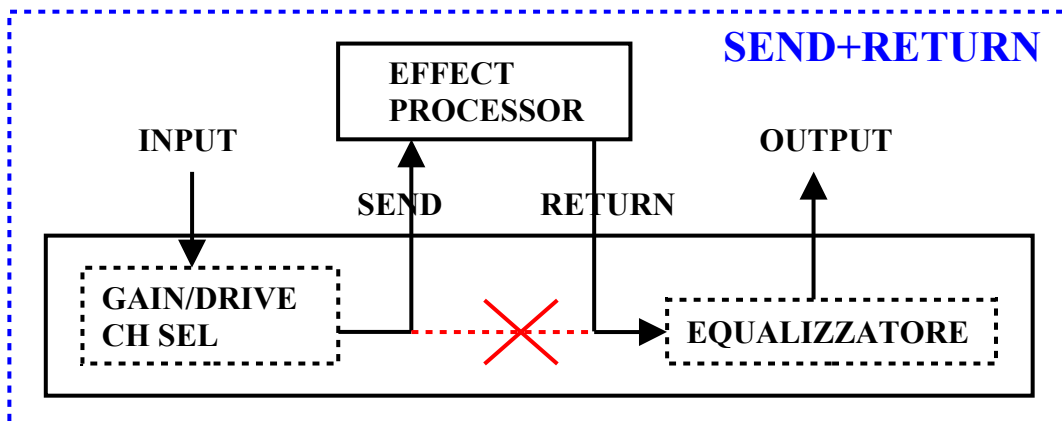 SEND+RETURN
EFFECT
PROCESSOR
INPUT
OUTPUT
SEND
RETURN
GAIN/DRIVE
CH SEL
EQUALIZZATORE